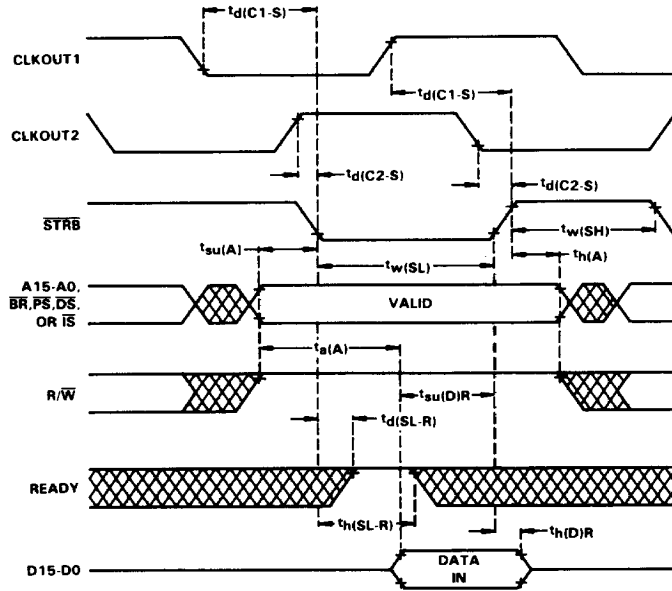 td(C1-S)
CLKOUT1
td(C1-S)
CLKOUT2
td(C2-S)
td(C2-S)
STRB
tw(SH)
tsu(A)
tw(SL)
th(A)
A15-A0,
BR,PS,DS,
OR IS
VALID
ta(A)
R/W
tsu(D)R
td(SL-R)
READY
th(SL-R)
th(D)R
D15-D0
DATA
IN